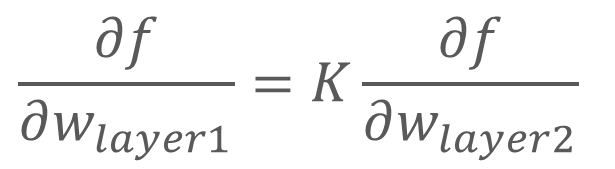 ∂f/∂w_layer1 = K ∂f/∂w_layer2